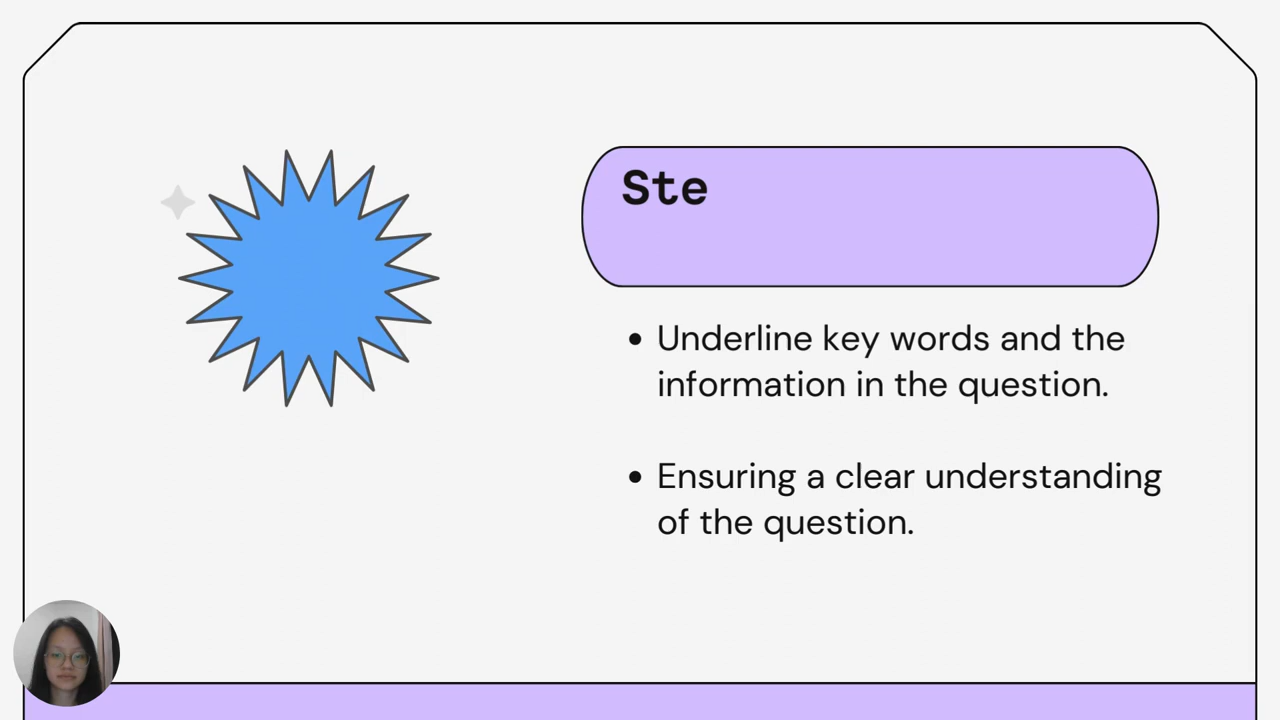 Ste
• Underline key words and the
information in the question.
• Ensuring a clear understanding
of the question.